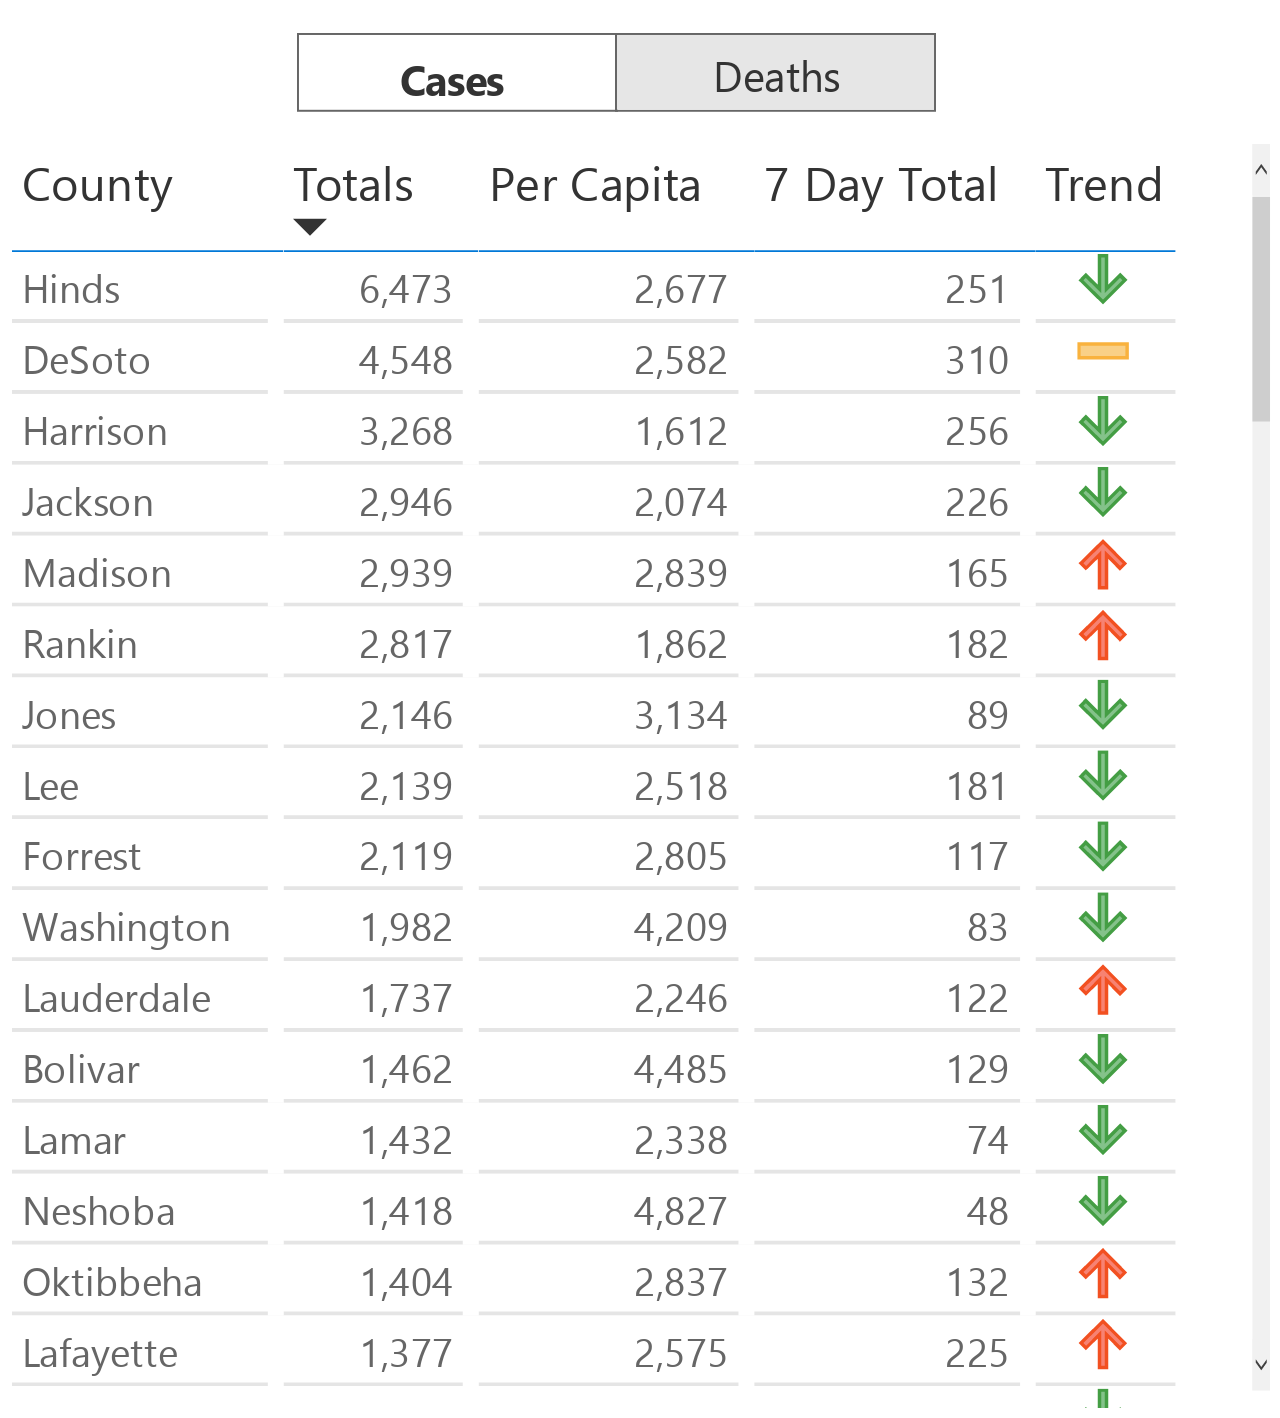 Cases Deaths
County Totals Per Capita 7 Day Total Trend
Hinds 6,473 2,677 251
DeSoto 4,548 2,582 310
Harrison 3,268 1,612 256
Jackson 2,946 2,074 226
Madison 2,939 2,839 165
Rankin 2,817 1,862 182
Jones 2,146 3,134 89
Lee 2,139 2,518 181
Forrest 2,119 2,805 117
Washington 1,982 4,209 83
Lauderdale 1,737 2,246 122
Bolivar 1,462 4,485 129
Lamar 1,432 2,338 74
Neshoba 1,418 4,827 48
Oktibbeha 1,404 2,837 132
Lafayette 1,377 2,575 225